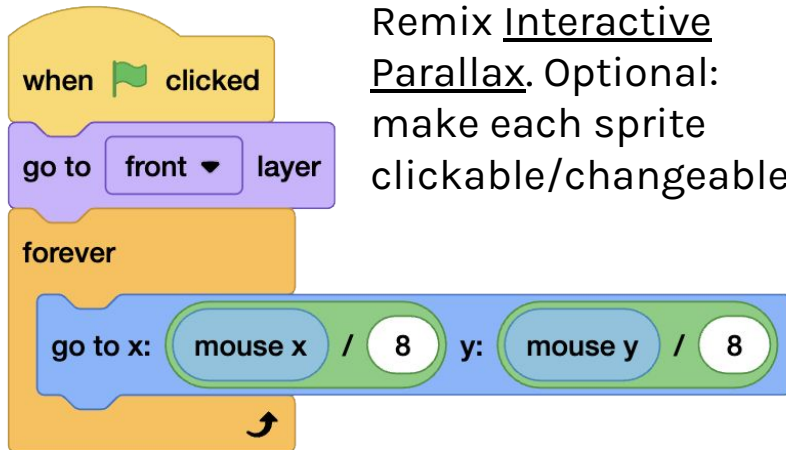 Remix Interactive
Parallax. Optional:
make each sprite
clickable/changeable
when clicked
go to front layer
forever
go to x: mouse x / 8 y: mouse y / 8